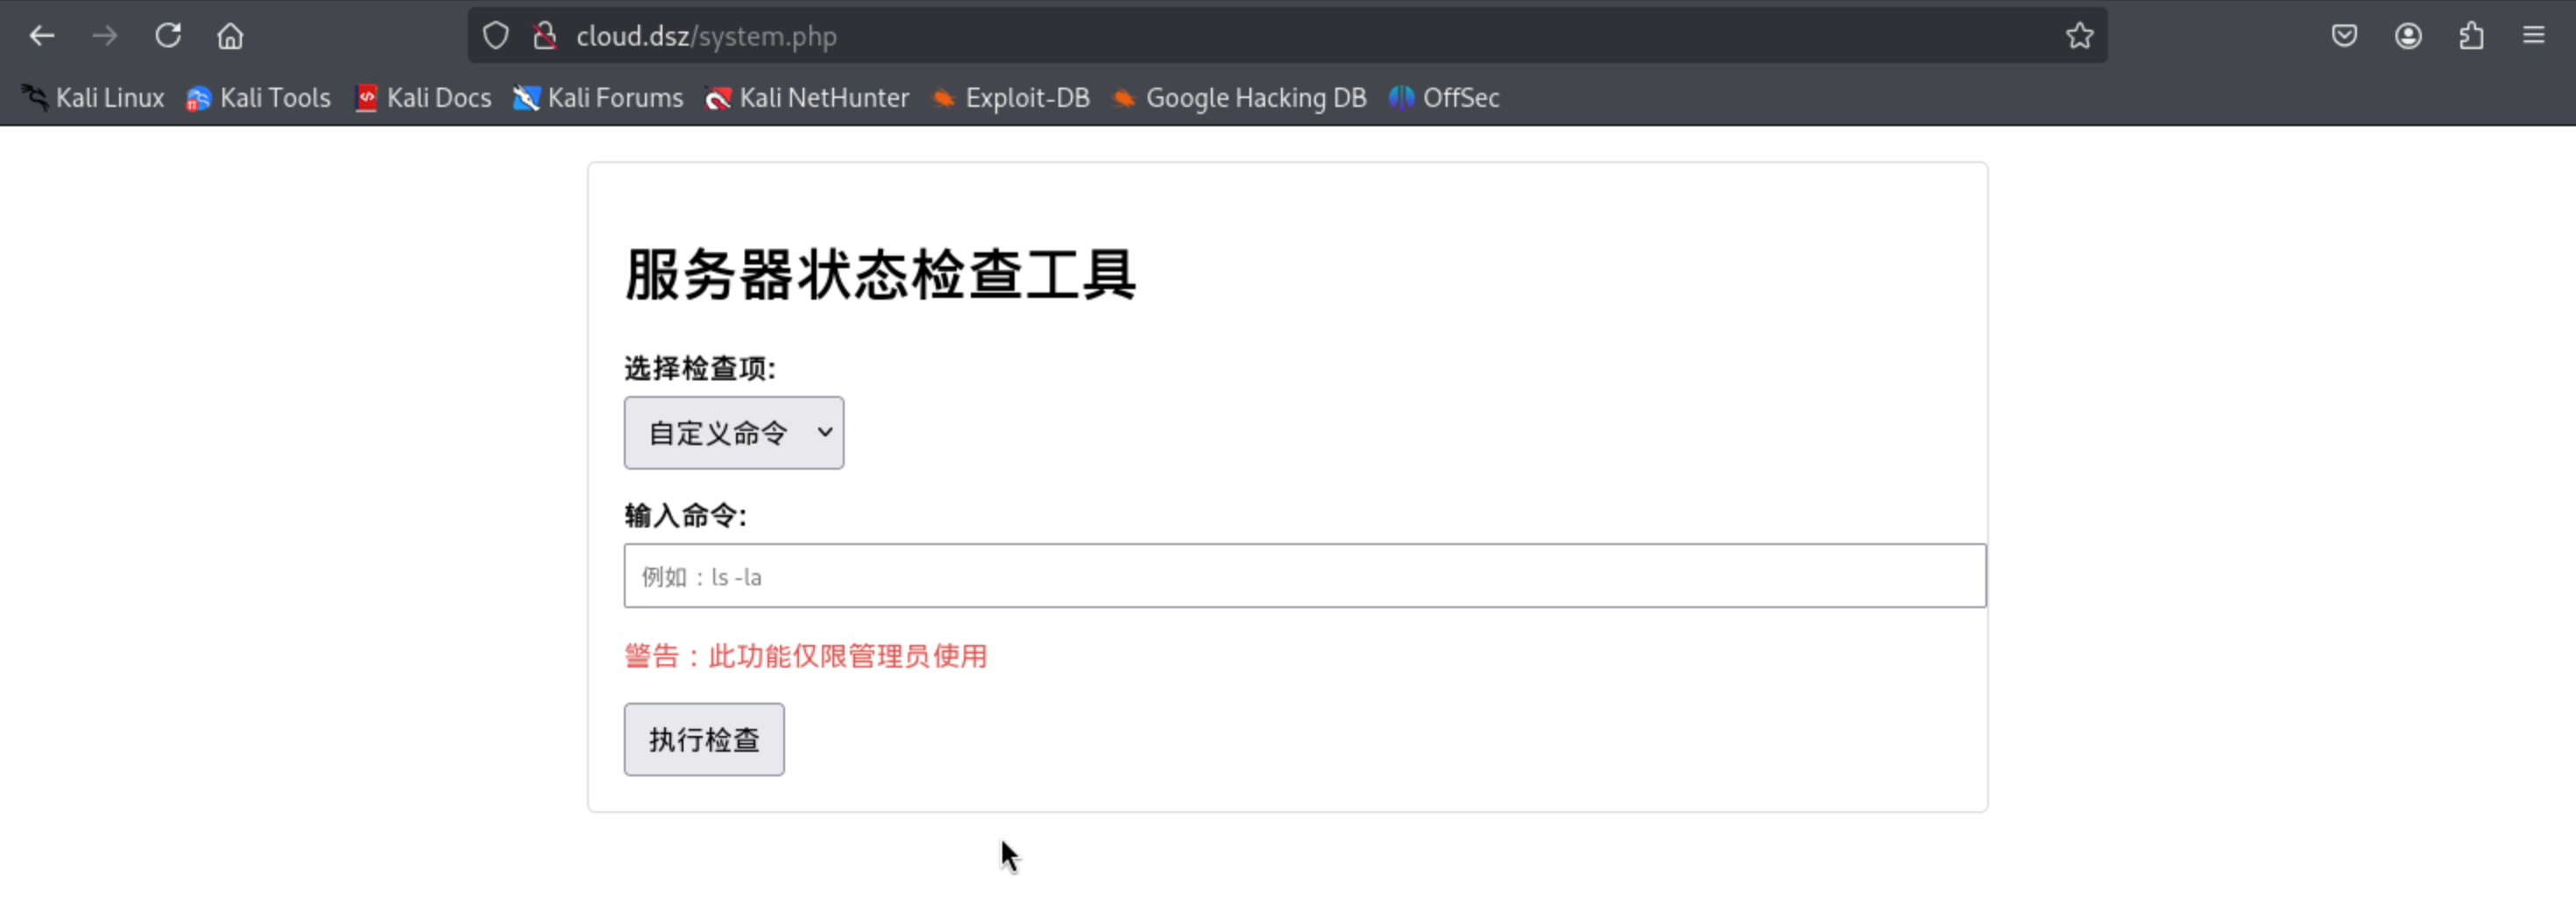 cloud.dsz/system.php
Kali Linux Kali Tools Kali Docs Kali Forums Kali NetHunter Exploit-DB Google Hacking DB OffSec
服务器状态检查工具
选择检查项:
自定义命令
输入命令:
例如：ls -la
警告：此功能仅限管理员使用
执行检查